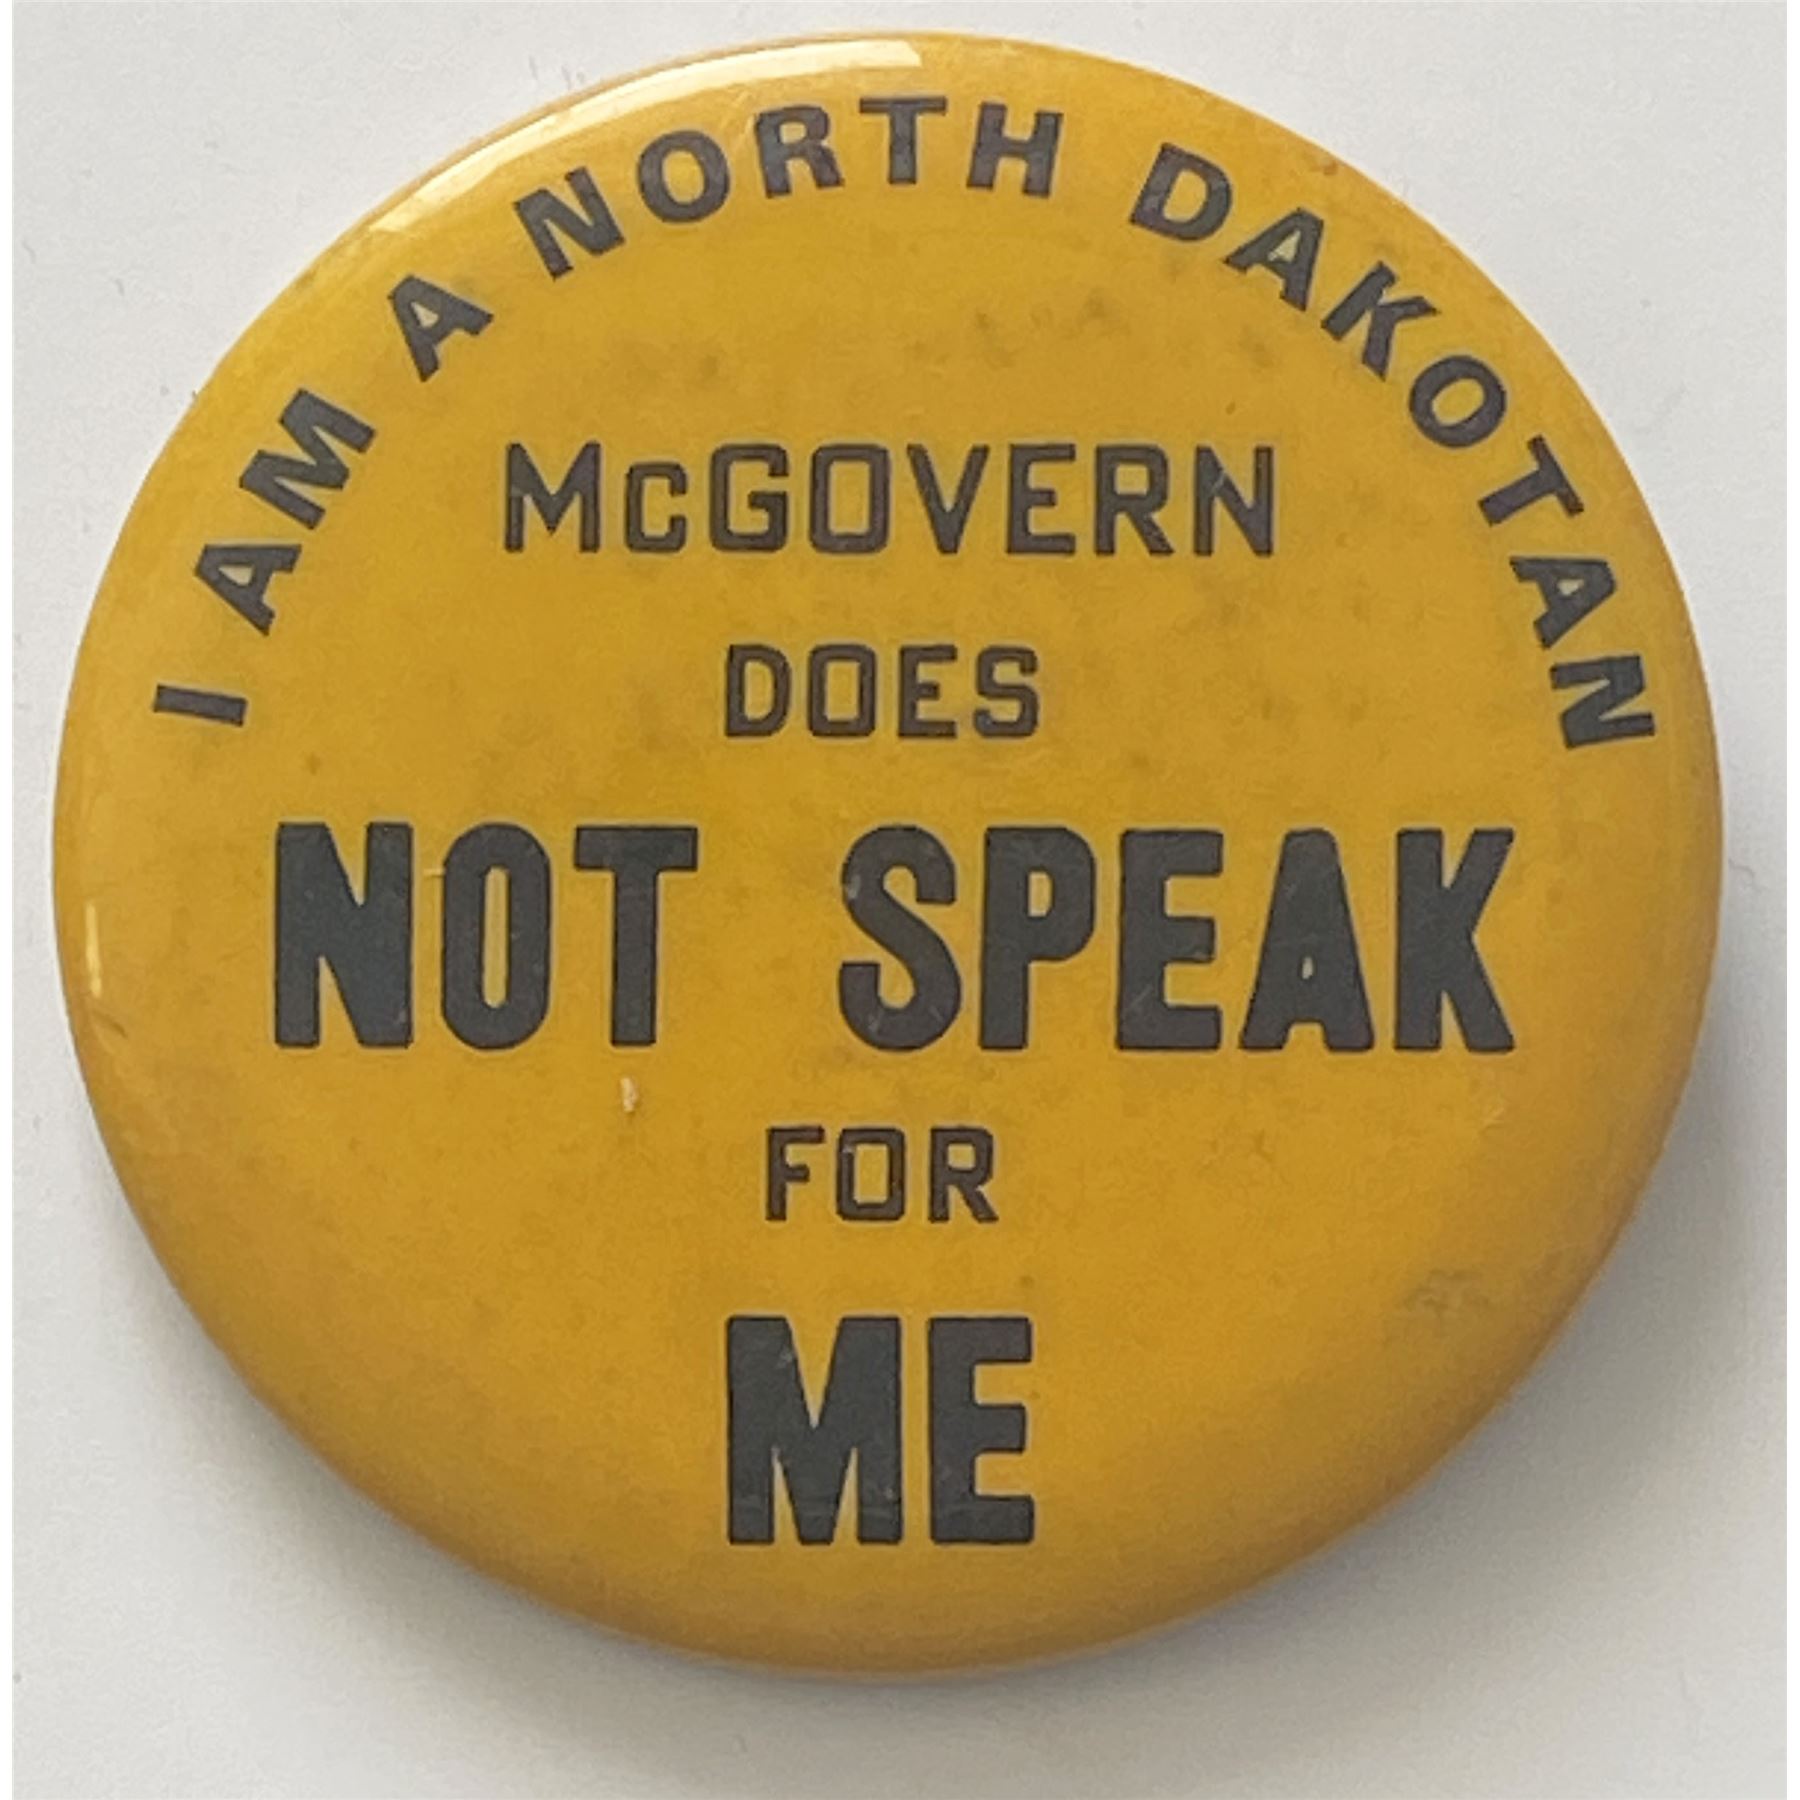 I AM A NORTH DAKOTAN
McGOVERN
DOES
NOT SPEAK
FOR
ME